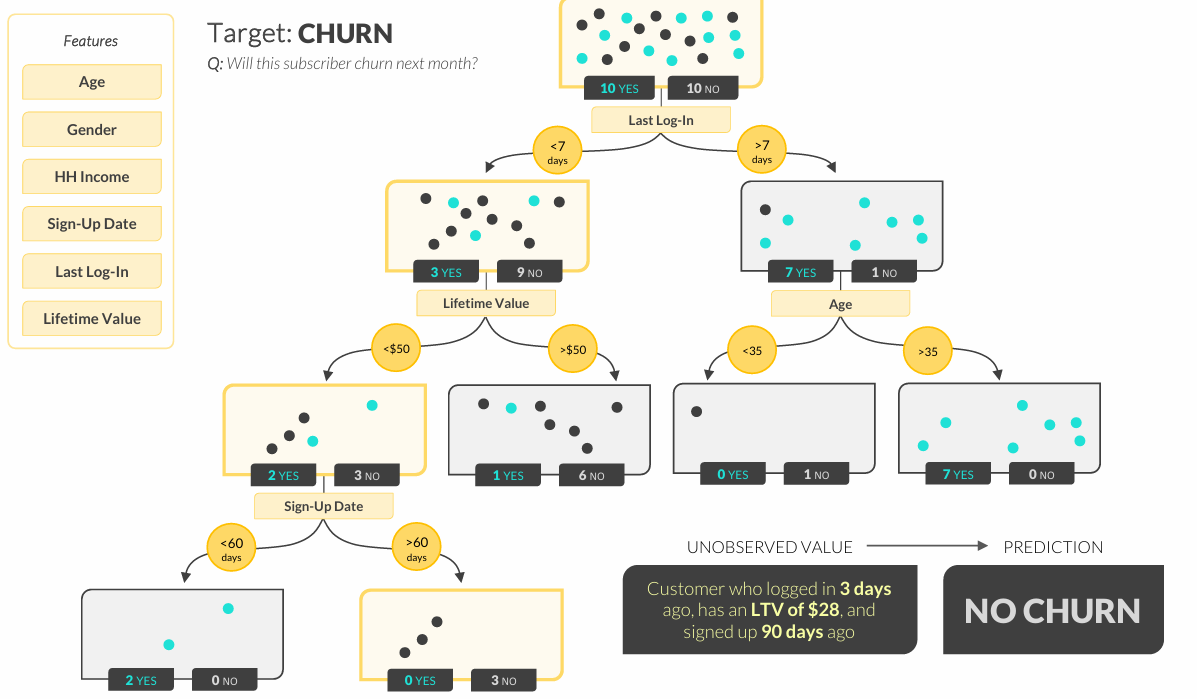 Features
Age
Gender
HH Income
Sign-Up Date
Last Log-In
Lifetime Value
Target: CHURN
Q: Will this subscriber churn next month?
10 YES
10 NO
Last Log-In
<7
days
>7
days
3 YES
9 NO
7 YES
1 NO
Lifetime Value
Age
<$50
>$50
<35
>35
2 YES
3 NO
1 YES
6 NO
0 YES
1 NO
7 YES
0 NO
Sign-Up Date
<60
days
>60
days
2 YES
0 NO
0 YES
3 NO
UNOBSERVED VALUE
PREDICTION
Customer who logged in 3 days
ago, has an LTV of $28, and
signed up 90 days ago
NO CHURN